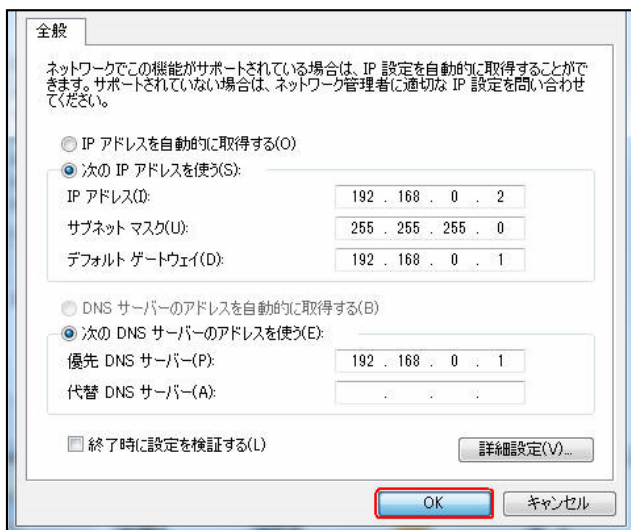 全般
ネットワークでこの機能がサポートされている場合は、IP 設定を自動的に取得することがで
きます。サポートされていない場合は、ネットワーク管理者に適切な IP 設定を問い合わせ
てください。
IP アドレスを自動的に取得する(O)
次の IP アドレスを使う(S):
IP アドレス(I): 192 . 168 . 0 . 2
サブネット マスク(U): 255 . 255 . 255 . 0
デフォルト ゲートウェイ(D): 192 . 168 . 0 . 1
DNS サーバーのアドレスを自動的に取得する(B)
次の DNS サーバーのアドレスを使う(E):
優先 DNS サーバー(P): 192 . 168 . 0 . 1
代替 DNS サーバー(A): . . .
終了時に設定を検証する(L)
詳細設定(V)...
OK キャンセル